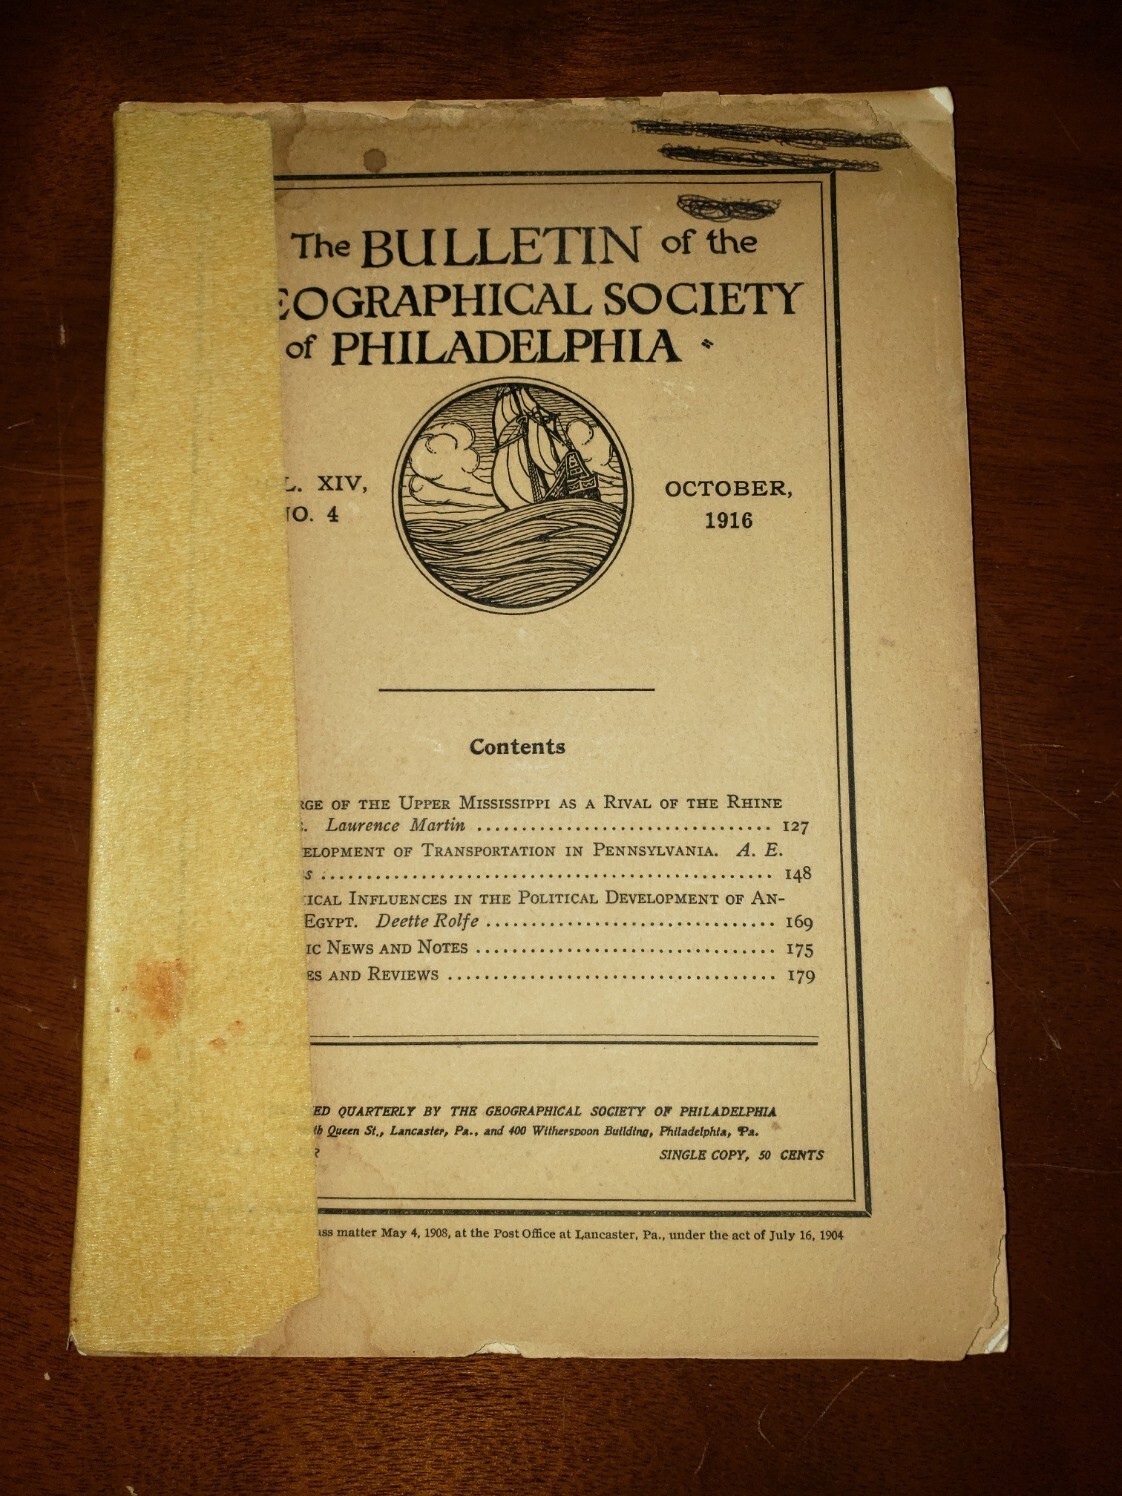 The BULLETIN of the
EOGRAPHICAL SOCIETY
of PHILADELPHIA
L. XIV,
NO. 4
OCTOBER,
1916
Contents
RGE OF THE UPPER MISSISSIPPI AS A RIVAL OF THE RHINE
. Laurence Martin ................................. 127
ELOPMENT OF TRANSPORTATION IN PENNSYLVANIA. A. E.
s .................................................. 148
ICAL INFLUENCES IN THE POLITICAL DEVELOPMENT OF AN-
EGYPT. Deette Rolfe ................................ 169
IC NEWS AND NOTES ................................. 175
ES AND REVIEWS .................................... 179
ED QUARTERLY BY THE GEOGRAPHICAL SOCIETY OF PHILADELPHIA
th Queen St., Lancaster, Pa., and 400 Witherspoon Building, Philadelphia, Pa.
R SINGLE COPY, 50 CENTS
ass matter May 4, 1908, at the Post Office at Lancaster, Pa., under the act of July 16, 1904